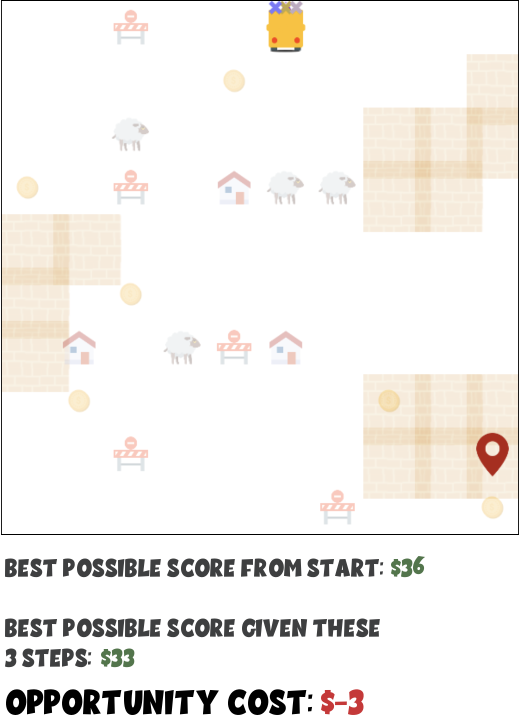 BEST POSSIBLE SCORE FROM START: $36
BEST POSSIBLE SCORE GIVEN THESE
3 STEPS: $33
OPPORTUNITY COST: $-3